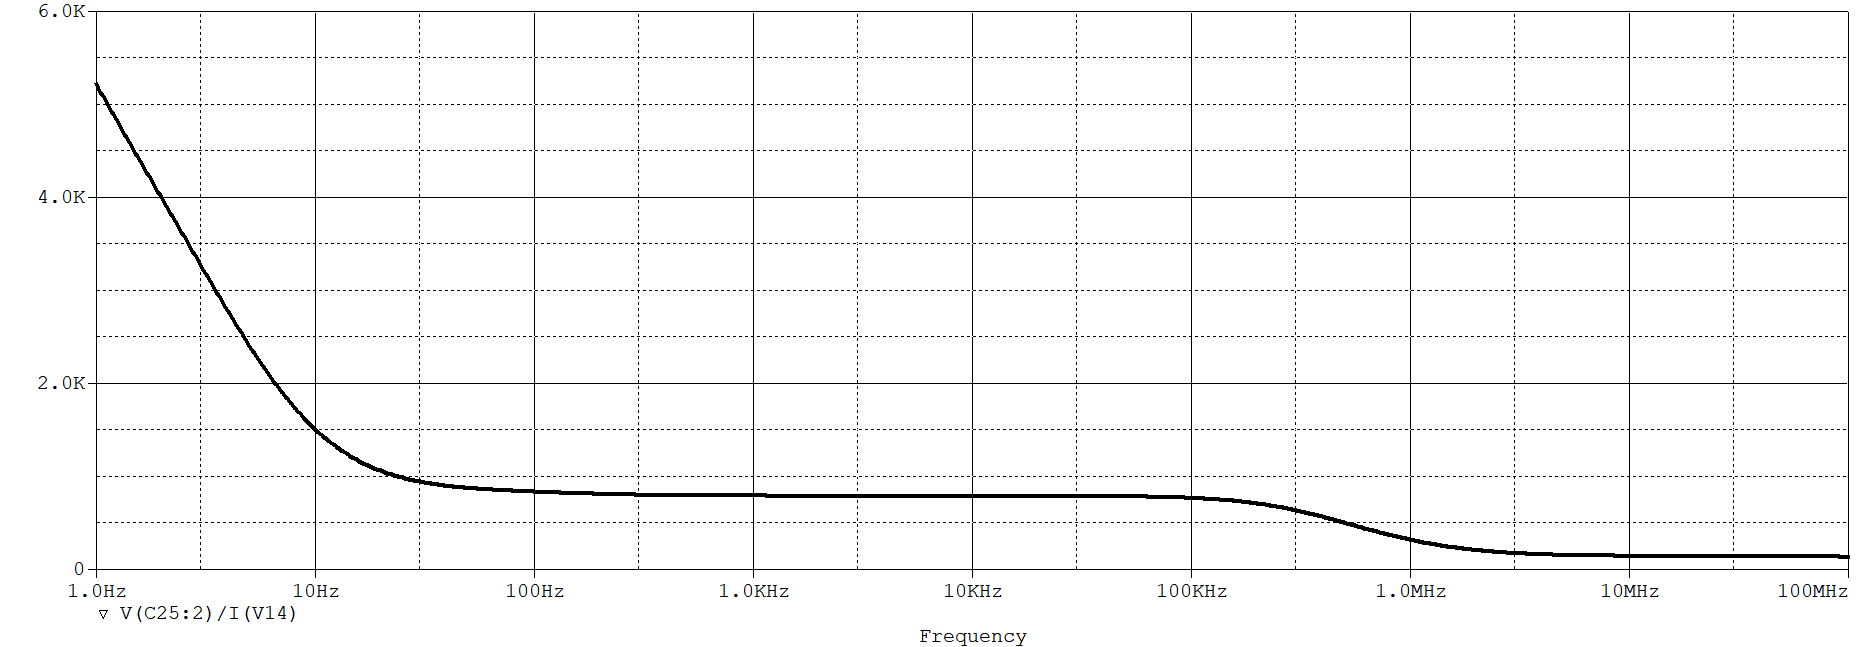 6.0K
4.0K
2.0K
0
1.0Hz 10Hz 100Hz 1.0KHz 10KHz 100KHz 1.0MHz 10MHz 100MHz
▿ V(C25:2)/I(V14)
Frequency